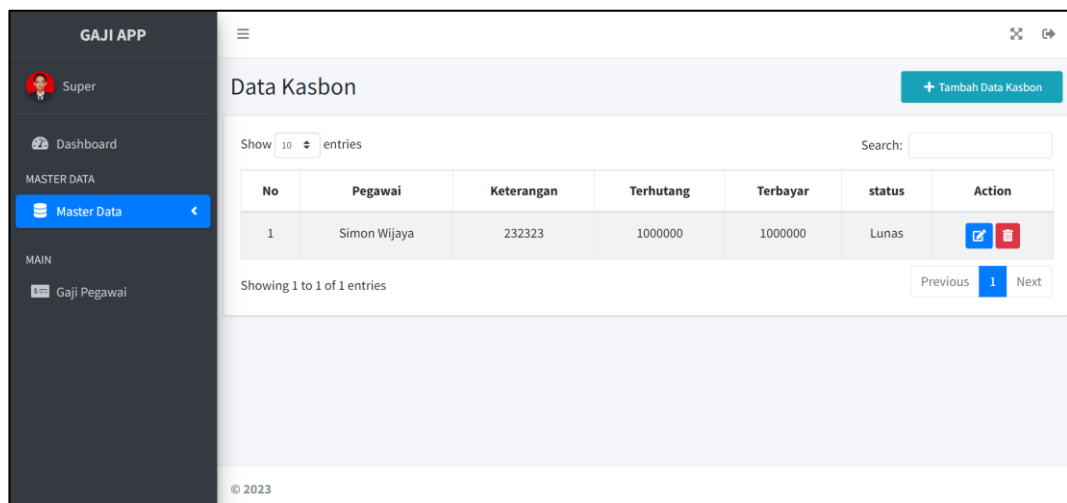 GAJI APP
Super
Dashboard
MASTER DATA
Master Data
MAIN
Gaji Pegawai
Data Kasbon
+ Tambah Data Kasbon
Show 10 entries
Search:
No Pegawai Keterangan Terhutang Terbayar status Action
1 Simon Wijaya 232323 1000000 1000000 Lunas
Showing 1 to 1 of 1 entries
Previous 1 Next
© 2023